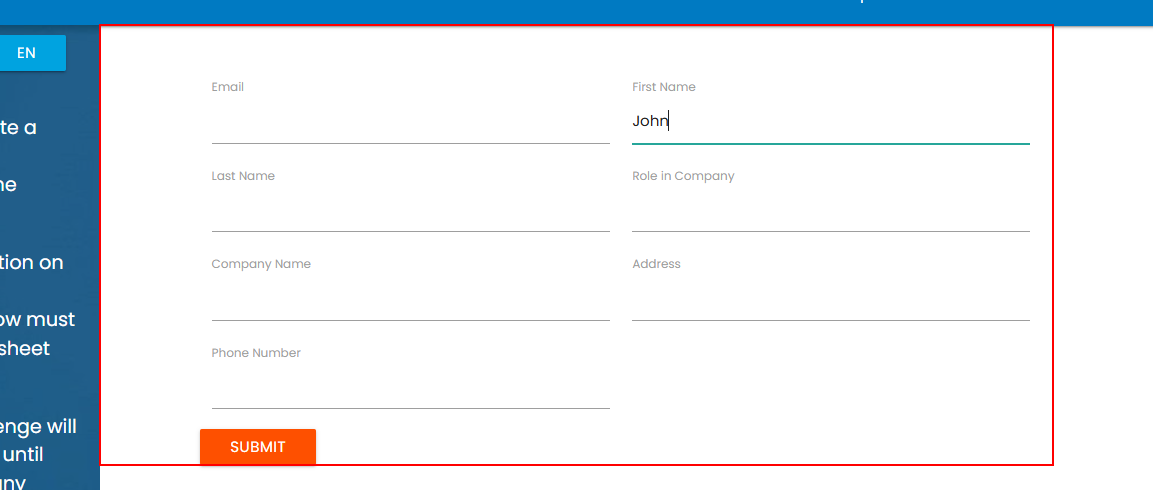 EN
te a
ne
tion on
ow must
sheet
enge will
until
any
Email
First Name
John
Last Name
Role in Company
Company Name
Address
Phone Number
SUBMIT